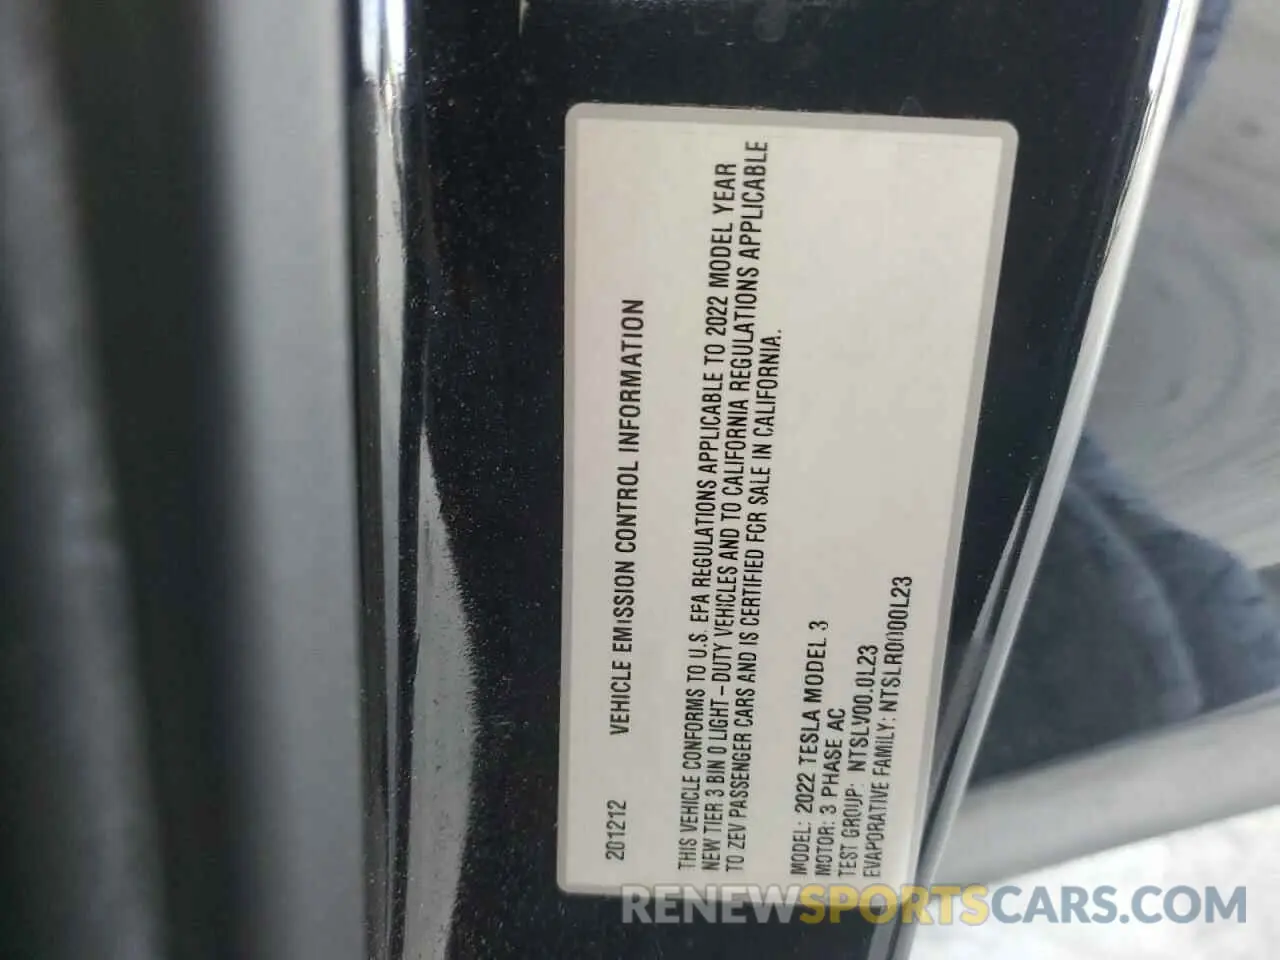 201212 VEHICLE EMISSION CONTROL INFORMATION
THIS VEHICLE CONFORMS TO U.S. EPA REGULATIONS APPLICABLE TO 2022 MODEL YEAR
NEW TIER 3 BIN 0 LIGHT - DUTY VEHICLES AND TO CALIFORNIA REGULATIONS APPLICABLE
TO ZEV PASSENGER CARS AND IS CERTIFIED FOR SALE IN CALIFORNIA.
MODEL: 2022 TESLA MODEL 3
MOTOR: 3 PHASE AC
TEST GROUP: NTSLV00.0L23
EVAPORATIVE FAMILY: NTSLR0000L23
RENEWSPORTSCARS.COM